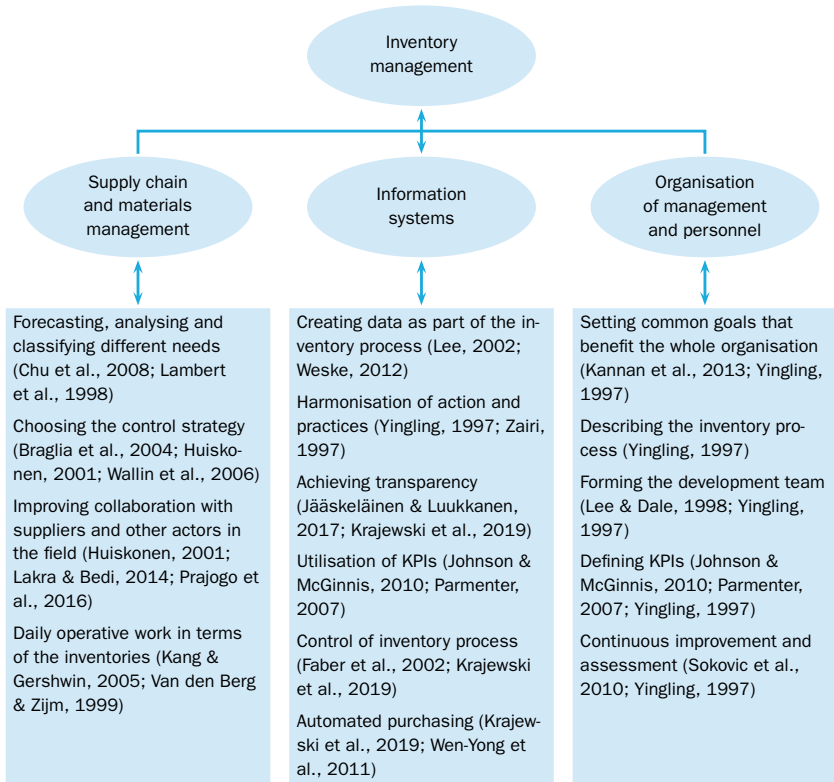 Inventory
management
Supply chain
and materials
management
Information
systems
Organisation
of management
and personnel
Forecasting, analysing and
classifying different needs
(Chu et al., 2008; Lambert
et al., 1998)
Choosing the control strategy
(Braglia et al., 2004; Huisko-
nen, 2001; Wallin et al., 2006)
Improving collaboration with
suppliers and other actors in
the field (Huiskonen, 2001;
Lakra & Bedi, 2014; Prajogo et
al., 2016)
Daily operative work in terms
of the inventories (Kang &
Gershwin, 2005; Van den Berg
& Zijm, 1999)
Creating data as part of the in-
ventory process (Lee, 2002;
Weske, 2012)
Harmonisation of action and
practices (Yingling, 1997; Zairi,
1997)
Achieving transparency
(Jääskeläinen & Luukkanen,
2017; Krajewski et al., 2019)
Utilisation of KPIs (Johnson &
McGinnis, 2010; Parmenter,
2007)
Control of inventory process
(Faber et al., 2002; Krajewski
et al., 2019)
Automated purchasing (Krajew-
ski et al., 2019; Wen-Yong et
al., 2011)
Setting common goals that
benefit the whole organisation
(Kannan et al., 2013; Yingling,
1997)
Describing the inventory pro-
cess (Yingling, 1997)
Forming the development team
(Lee & Dale, 1998; Yingling,
1997)
Defining KPIs (Johnson &
McGinnis, 2010; Parmenter,
2007; Yingling, 1997)
Continuous improvement and
assessment (Sokovic et al.,
2010; Yingling, 1997)